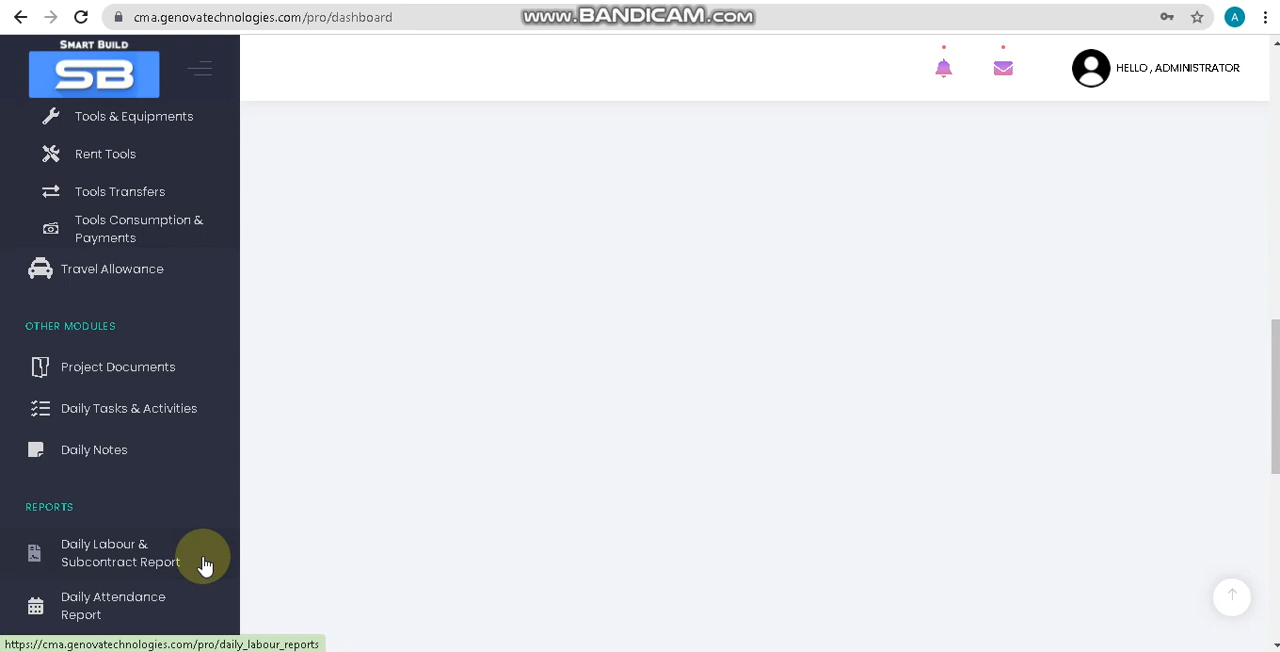 cma.genovatechnologies.com/pro/dashboard
WWW.BANDICAM.COM
A
SMART BUILD
SB
HELLO , ADMINISTRATOR
Tools & Equipments
Rent Tools
Tools Transfers
Tools Consumption &
Payments
Travel Allowance
OTHER MODULES
Project Documents
Daily Tasks & Activities
Daily Notes
REPORTS
Daily Labour &
Subcontract Report
Daily Attendance
Report
https://cma.genovatechnologies.com/pro/daily_labour_reports